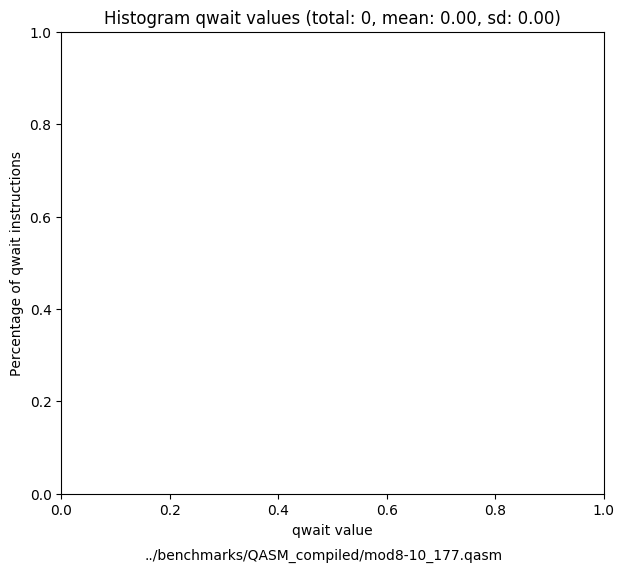 Histogram qwait values (total: 0, mean: 0.00, sd: 0.00)
Percentage of qwait instructions
1.0
0.8
0.6
0.4
0.2
0.0
0.0 0.2 0.4 0.6 0.8 1.0
qwait value
../benchmarks/QASM_compiled/mod8-10_177.qasm